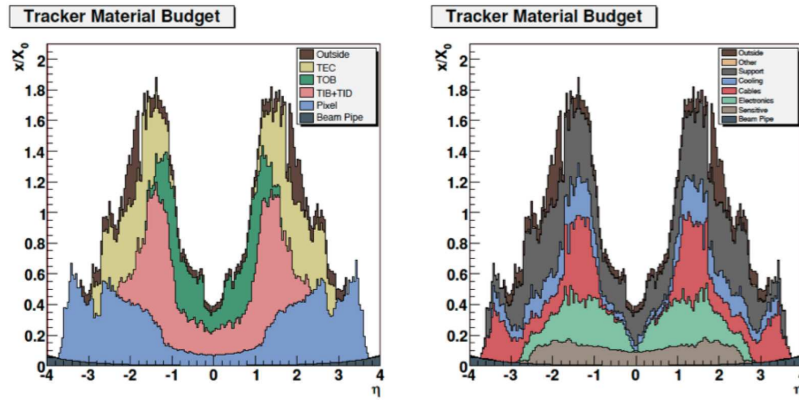 Tracker Material Budget
x/X0
2
1.8
1.6
1.4
1.2
1
0.8
0.6
0.4
0.2
0
-4 -3 -2 -1 0 1 2 3 4
η
Outside
TEC
TOB
TIB+TID
Pixel
Beam Pipe
Tracker Material Budget
x/X0
2
1.8
1.6
1.4
1.2
1
0.8
0.6
0.4
0.2
0
-4 -3 -2 -1 0 1 2 3 4
η
Outside
Other
Support
Cooling
Cables
Electronics
Sensitive
Beam Pipe